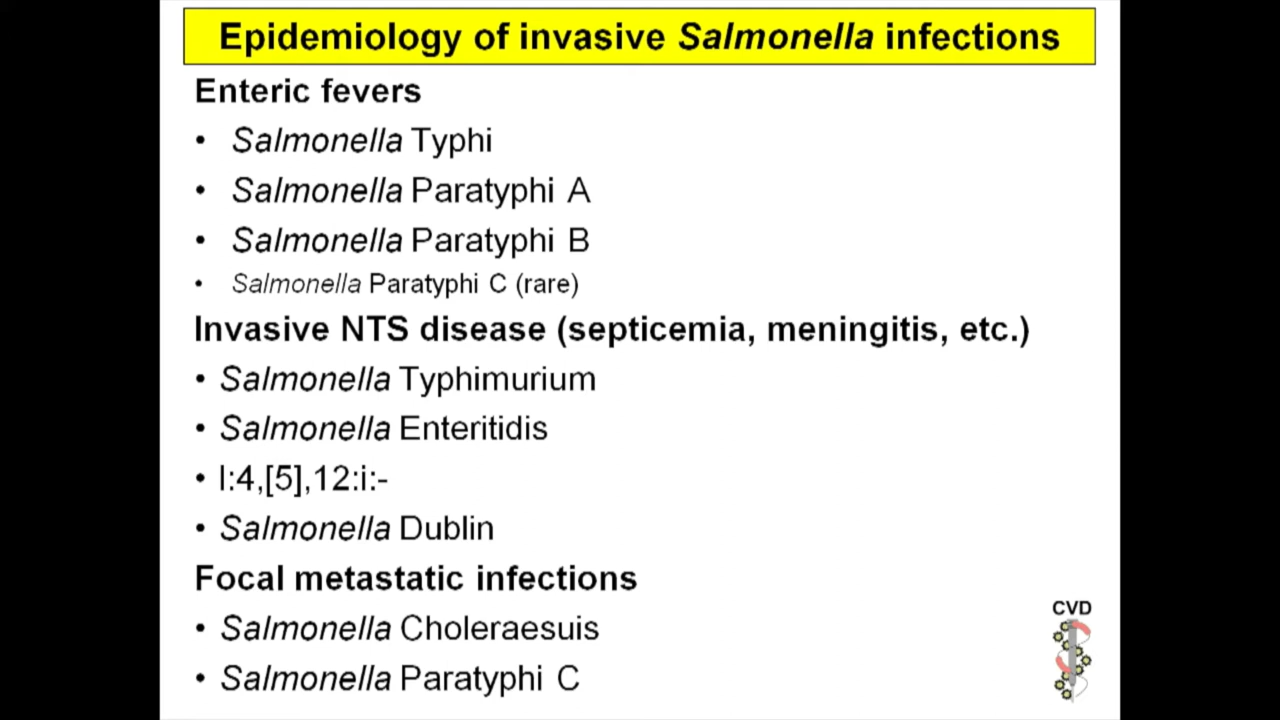 Epidemiology of invasive Salmonella infections
Enteric fevers
• Salmonella Typhi
• Salmonella Paratyphi A
• Salmonella Paratyphi B
• Salmonella Paratyphi C (rare)
Invasive NTS disease (septicemia, meningitis, etc.)
• Salmonella Typhimurium
• Salmonella Enteritidis
• I:4,[5],12:i:-
• Salmonella Dublin
Focal metastatic infections
• Salmonella Choleraesuis
• Salmonella Paratyphi C
CVD